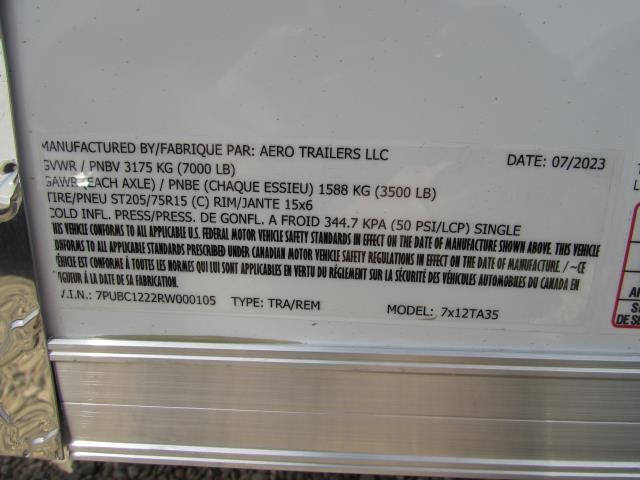 MANUFACTURED BY/FABRIQUE PAR: AERO TRAILERS LLC DATE: 07/2023
GVWR / PNBV 3175 KG (7000 LB)
GAWR (EACH AXLE) / PNBE (CHAQUE ESSIEU) 1588 KG (3500 LB)
TIRE/PNEU ST205/75R15 (C) RIM/JANTE 15x6
COLD INFL. PRESS/PRESS. DE GONFL. A FROID 344.7 KPA (50 PSI/LCP) SINGLE
THIS VEHICLE CONFORMS TO ALL APPLICABLE U.S. FEDERAL MOTOR VEHICLE SAFETY STANDARDS IN EFFECT ON THE DATE OF MANUFACTURE SHOWN ABOVE. THIS VEHICLE
CONFORMS TO ALL APPLICABLE STANDARDS PRESCRIBED UNDER CANADIAN MOTOR VEHICLE SAFETY REGULATIONS IN EFFECT ON THE DATE OF MANUFACTURE. / ~CE
VÉHICULE EST CONFORME À TOUTES LES NORMES QUI LUI SONT APPLICABLES EN VERTU DU RÉGLEMENT SUR LA SÉCURITÉ DES VÉHICULES AUTOMOBILES DU CANADA EN
VIGUEUR À LA DATE DE SA FABRICATION.
V.I.N.: 7PUBC1222RW000105 TYPE: TRA/REM MODEL: 7x12TA35